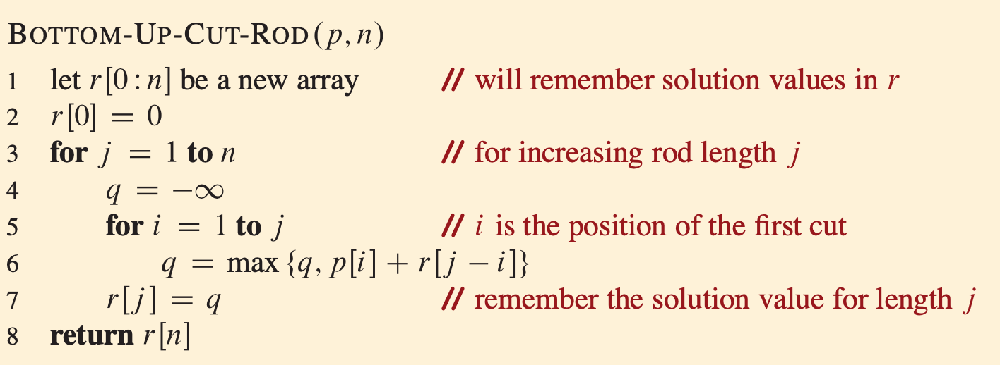 BOTTOM-UP-CUT-ROD(p, n)
1 let r[0 : n] be a new array // will remember solution values in r
2 r[0] = 0
3 for j = 1 to n // for increasing rod length j
4 q = −∞
5 for i = 1 to j // i is the position of the first cut
6 q = max {q, p[i] + r[j − i]}
7 r[j] = q // remember the solution value for length j
8 return r[n]